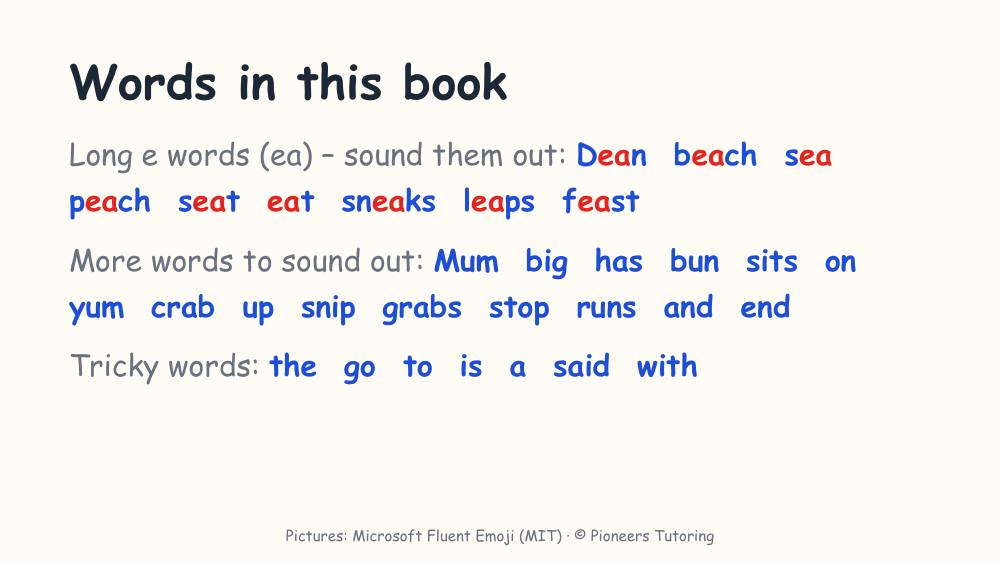 Words in this book
Long e words (ea) – sound them out: Dean beach sea
peach seat eat sneaks leaps feast
More words to sound out: Mum big has bun sits on
yum crab up snip grabs stop runs and end
Tricky words: the go to is a said with
Pictures: Microsoft Fluent Emoji (MIT) · © Pioneers Tutoring